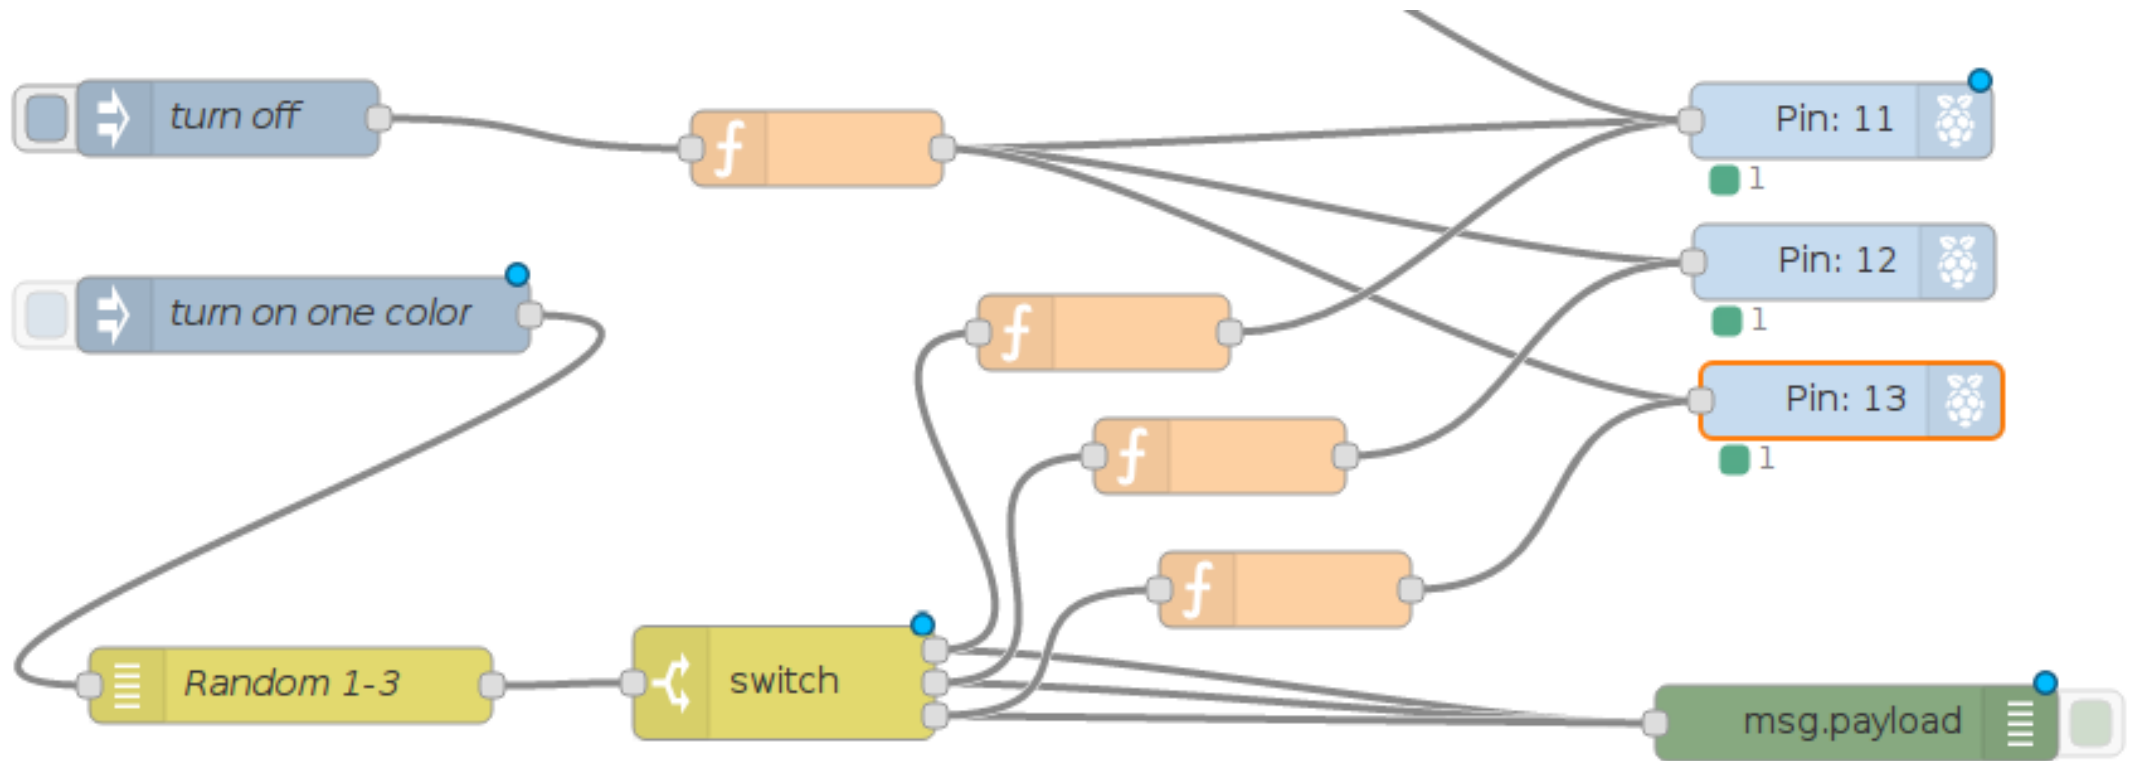 turn off
Pin: 11
1
Pin: 12
1
turn on one color
Pin: 13
1
Random 1-3
switch
msg.payload